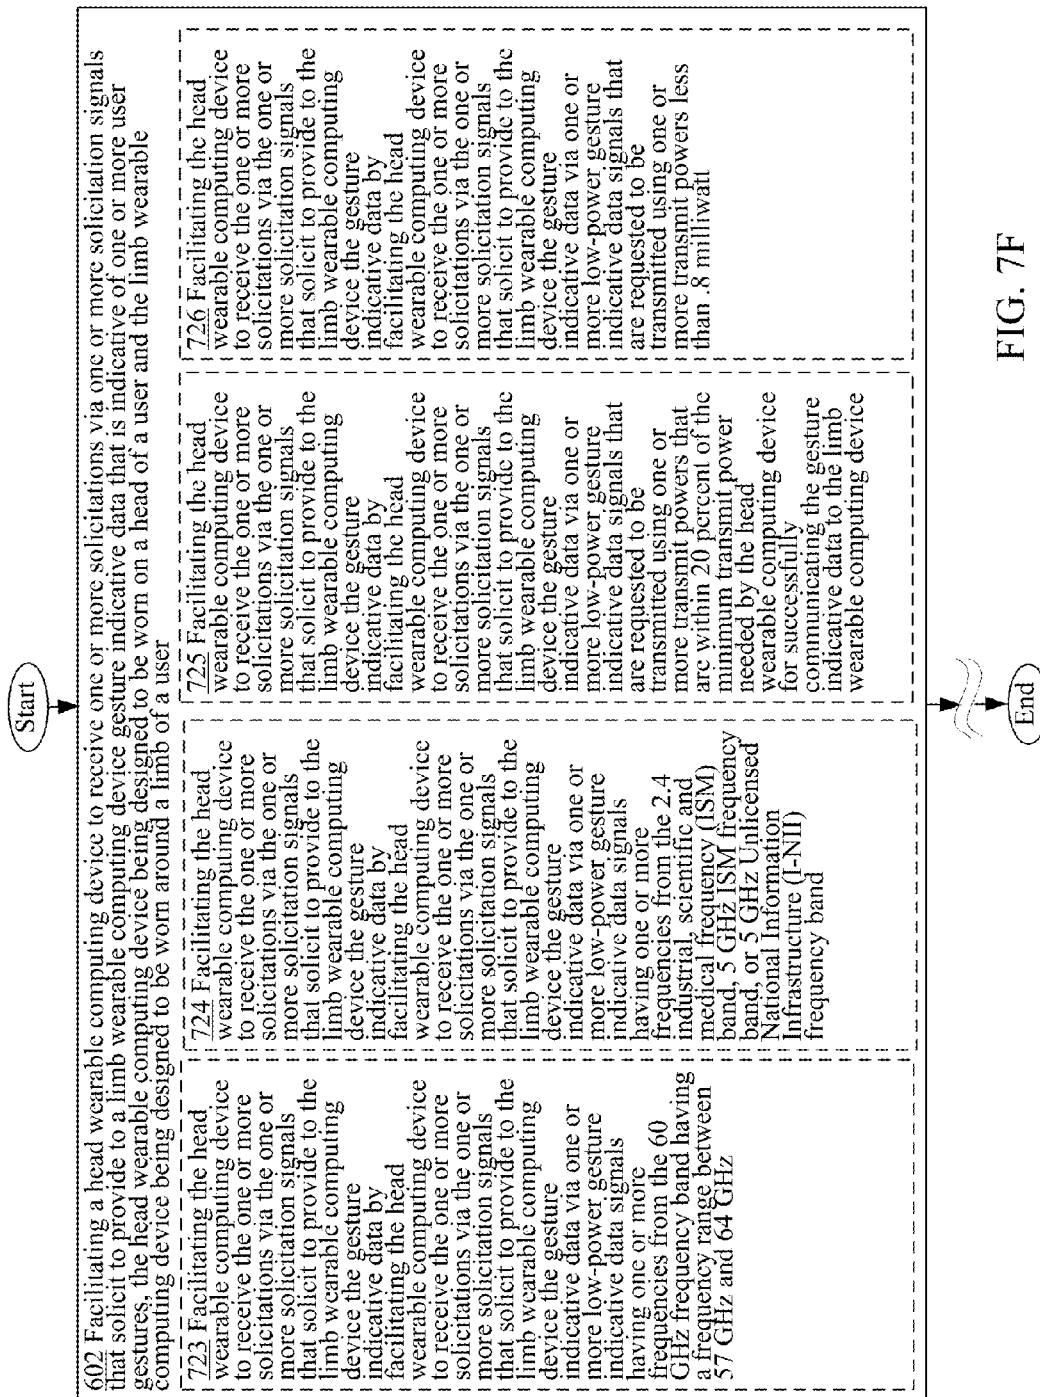 Start
602 Facilitating a head wearable computing device to receive one or more solicitations via one or more solicitation signals
that solicit to provide to a limb wearable computing device gesture indicative data that is indicative of one or more user
gestures, the head wearable computing device being designed to be worn on a head of a user and the limb wearable
computing device being designed to be worn around a limb of a user
723 Facilitating the head
wearable computing device
to receive the one or more
solicitations via the one or
more solicitation signals
that solicit to provide to the
limb wearable computing
device the gesture
indicative data by
facilitating the head
wearable computing device
to receive the one or more
solicitations via the one or
more solicitation signals
that solicit to provide to the
limb wearable computing
device the gesture
indicative data via one or
more low-power gesture
indicative data signals
having one or more
frequencies from the 60
GHz frequency band having
a frequency range between
57 GHz and 64 GHz
724 Facilitating the head
wearable computing device
to receive the one or more
solicitations via the one or
more solicitation signals
that solicit to provide to the
limb wearable computing
device the gesture
indicative data by
facilitating the head
wearable computing device
to receive the one or more
solicitations via the one or
more solicitation signals
that solicit to provide to the
limb wearable computing
device the gesture
indicative data via one or
more low-power gesture
indicative data signals
having one or more
frequencies from the 2.4
industrial, scientific and
medical frequency (ISM)
band, 5 GHz ISM frequency
band, or 5 GHz Unlicensed
National Information
Infrastructure (I-NII)
frequency band
725 Facilitating the head
wearable computing device
to receive the one or more
solicitations via the one or
more solicitation signals
that solicit to provide to the
limb wearable computing
device the gesture
indicative data by
facilitating the head
wearable computing device
to receive the one or more
solicitations via the one or
more solicitation signals
that solicit to provide to the
limb wearable computing
device the gesture
indicative data via one or
more low-power gesture
indicative data signals that
are requested to be
transmitted using one or
more transmit powers that
are within 20 percent of the
minimum transmit power
needed by the head
wearable computing device
for successfully
communicating the gesture
indicative data to the limb
wearable computing device
726 Facilitating the head
wearable computing device
to receive the one or more
solicitations via the one or
more solicitation signals
that solicit to provide to the
limb wearable computing
device the gesture
indicative data by
facilitating the head
wearable computing device
to receive the one or more
solicitations via the one or
more solicitation signals
that solicit to provide to the
limb wearable computing
device the gesture
indicative data via one or
more low-power gesture
indicative data signals that
are requested to be
transmitted using one or
more transmit powers less
than .8 milliwatt
End
FIG. 7F